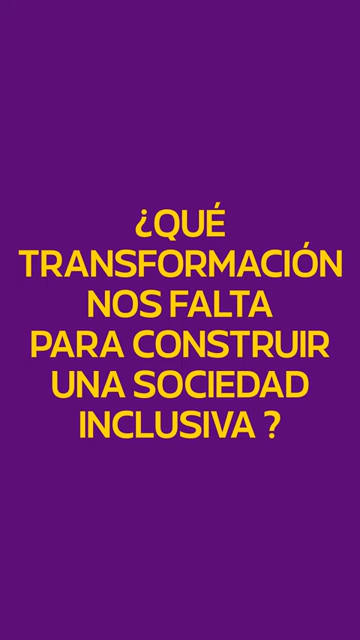 ¿QUÉ
TRANSFORMACIÓN
NOS FALTA
PARA CONSTRUIR
UNA SOCIEDAD
INCLUSIVA ?